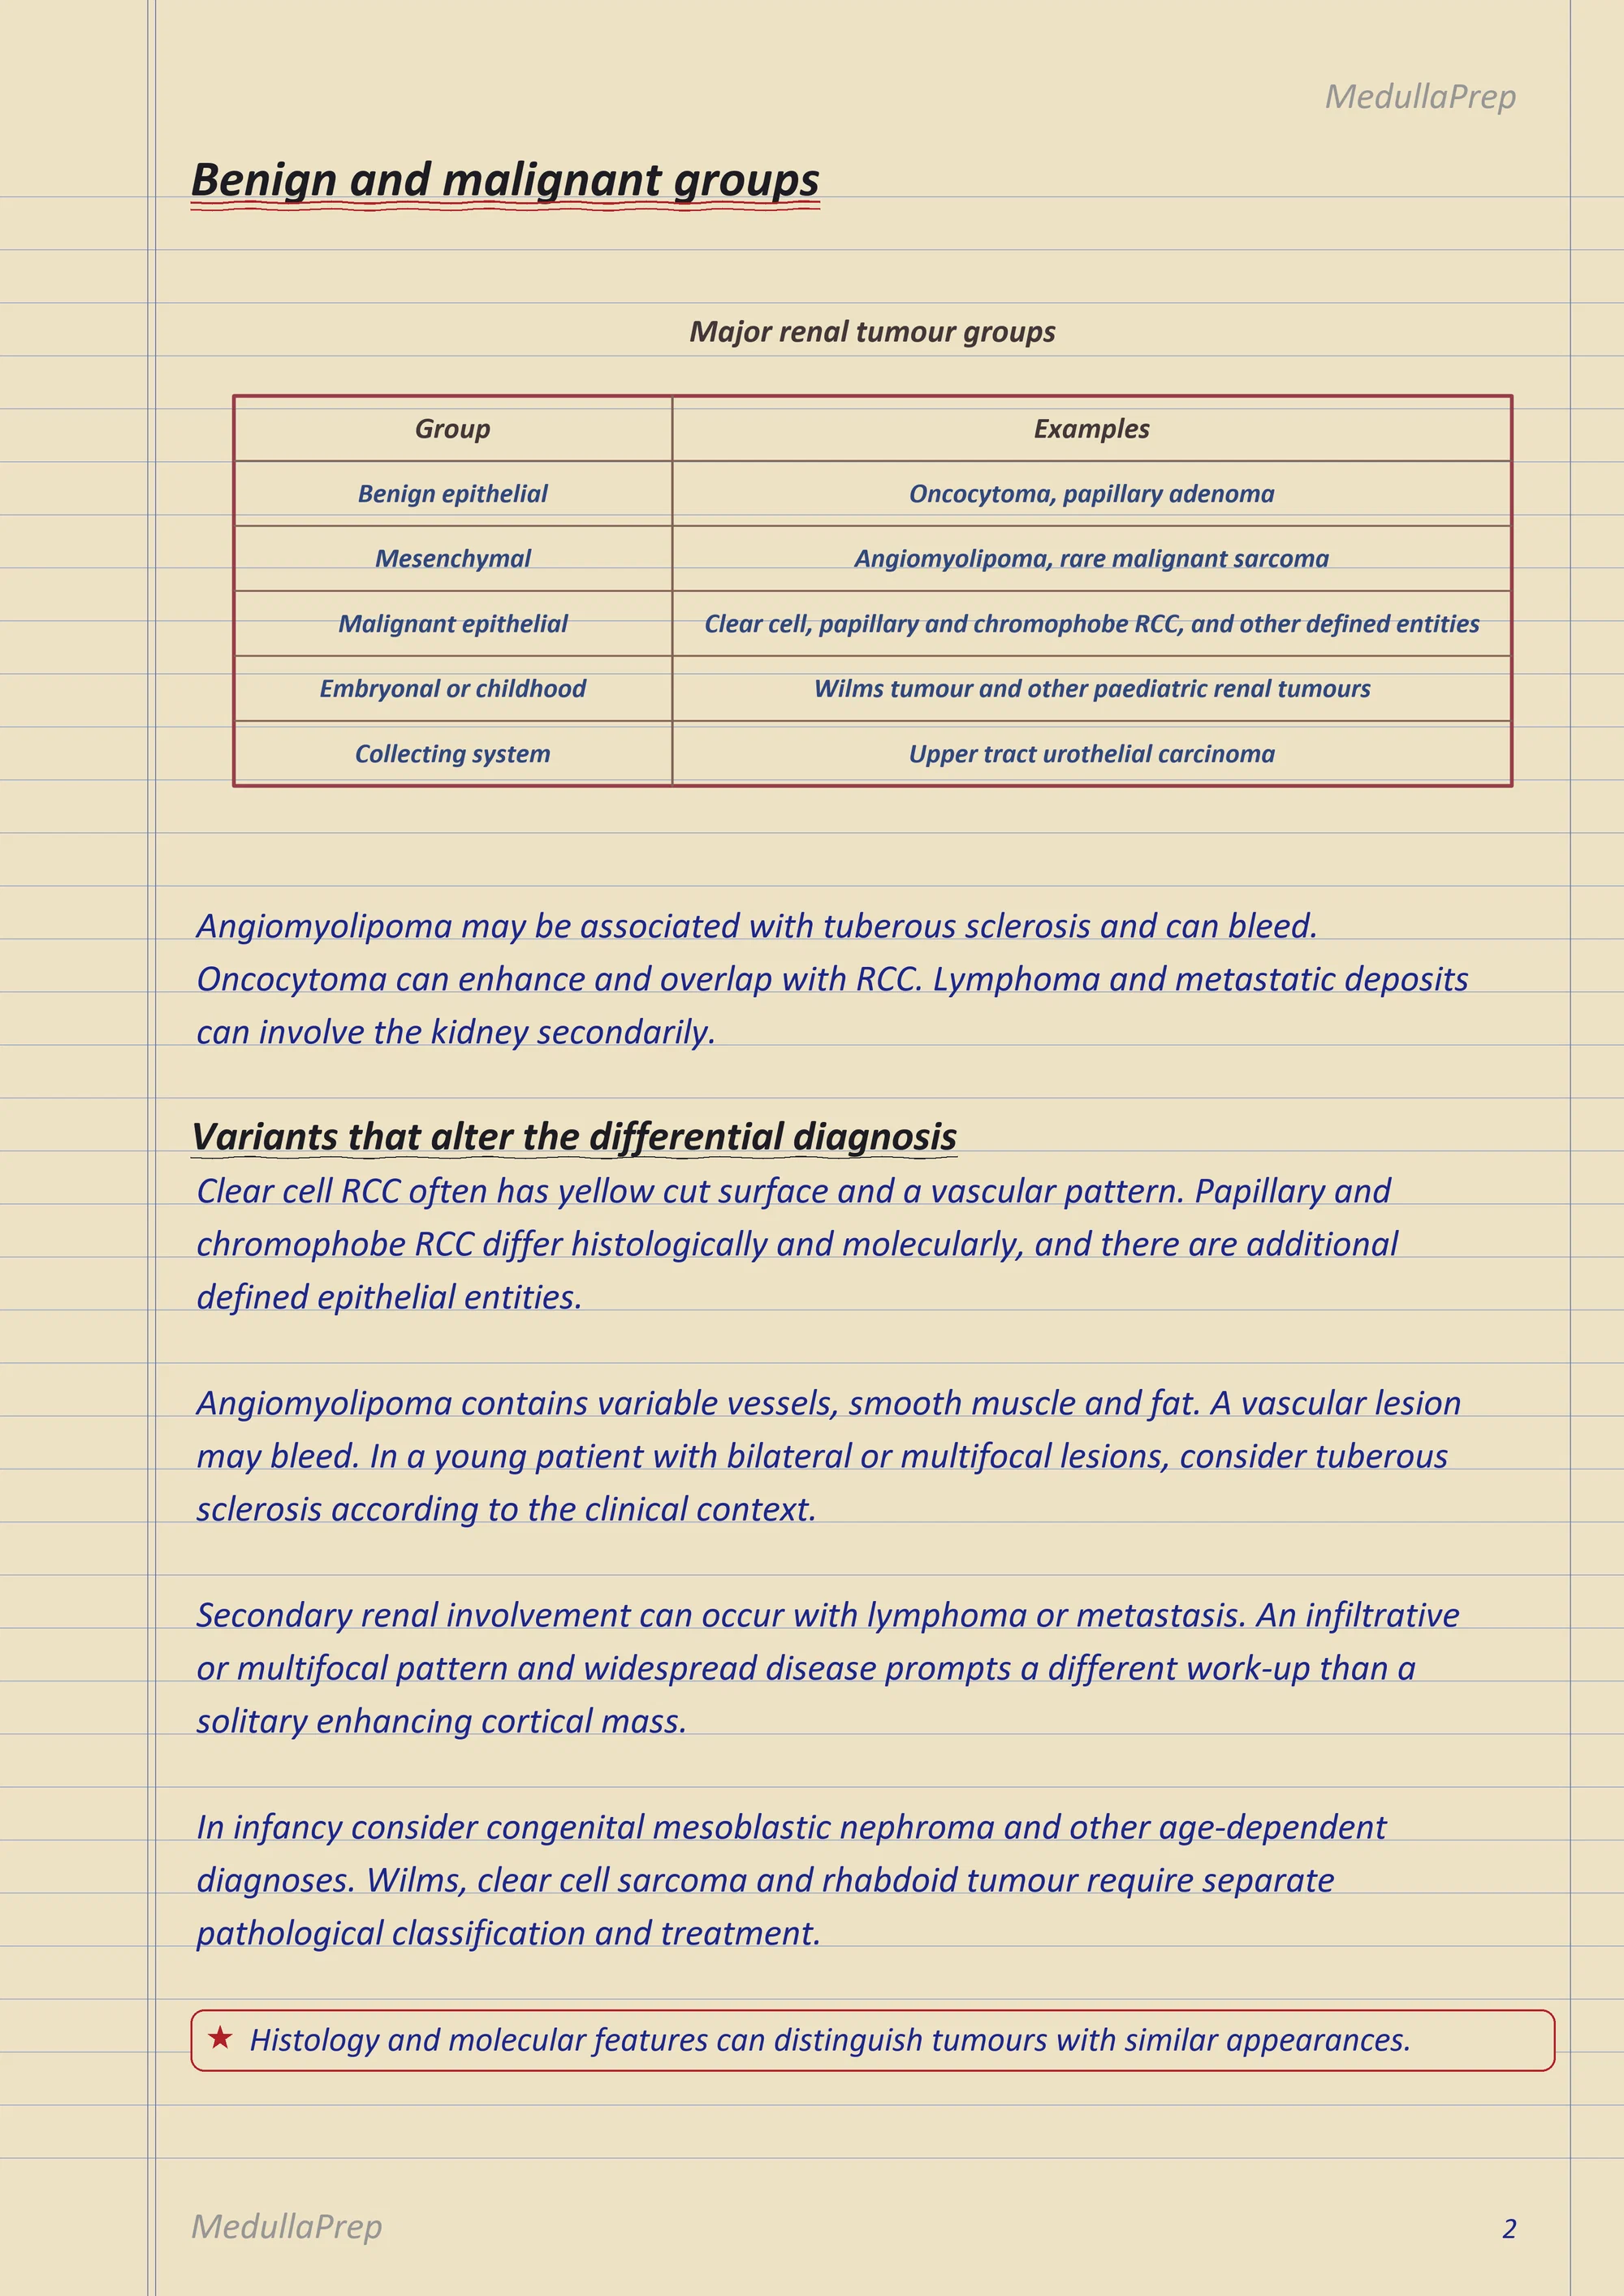 MedullaPrep
Benign and malignant groups
Major renal tumour groups
Group Examples
Benign epithelial Oncocytoma, papillary adenoma
Mesenchymal Angiomyolipoma, rare malignant sarcoma
Malignant epithelial Clear cell, papillary and chromophobe RCC, and other defined entities
Embryonal or childhood Wilms tumour and other paediatric renal tumours
Collecting system Upper tract urothelial carcinoma
Angiomyolipoma may be associated with tuberous sclerosis and can bleed.
Oncocytoma can enhance and overlap with RCC. Lymphoma and metastatic deposits
can involve the kidney secondarily.
Variants that alter the differential diagnosis
Clear cell RCC often has yellow cut surface and a vascular pattern. Papillary and
chromophobe RCC differ histologically and molecularly, and there are additional
defined epithelial entities.
Angiomyolipoma contains variable vessels, smooth muscle and fat. A vascular lesion
may bleed. In a young patient with bilateral or multifocal lesions, consider tuberous
sclerosis according to the clinical context.
Secondary renal involvement can occur with lymphoma or metastasis. An infiltrative
or multifocal pattern and widespread disease prompts a different work-up than a
solitary enhancing cortical mass.
In infancy consider congenital mesoblastic nephroma and other age-dependent
diagnoses. Wilms, clear cell sarcoma and rhabdoid tumour require separate
pathological classification and treatment.
★ Histology and molecular features can distinguish tumours with similar appearances.
MedullaPrep 2